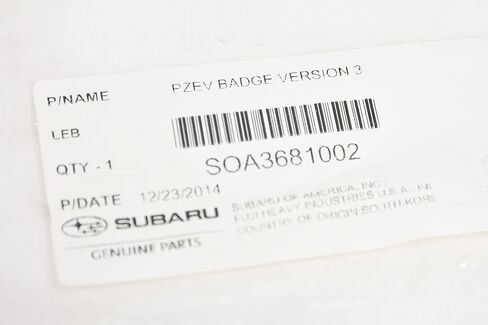 P/NAME PZEV BADGE VERSION 3
LEB
QTY - 1 SOA3681002
P/DATE 12/23/2014
SUBARU
GENUINE PARTS
SUBARU OF AMERICA, INC /
FUJI HEAVY INDUSTRIES U.S.A., INC
COUNTRY OF ORIGIN SOUTH-KORE